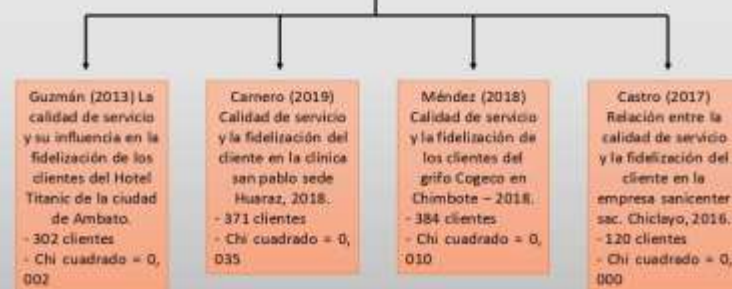 Guzmán (2013) La
calidad de servicio
y su influencia en la
fidelización de los
clientes del Hotel
Titanic de la ciudad
de Ambato.
- 302 clientes
- Chi cuadrado = 0,
002
Carnero (2019)
Calidad de servicio
y la fidelización del
cliente en la clínica
san pablo sede
Huaraz, 2018.
- 371 clientes
- Chi cuadrado = 0,
035
Méndez (2018)
Calidad de servicio
y la fidelización de
los clientes del
grifo Cogeco en
Chimbote – 2018.
- 384 clientes
- Chi cuadrado = 0,
010
Castro (2017)
Relación entre la
calidad de servicio
y la fidelización del
cliente en la
empresa sanicenter
sac. Chiclayo, 2016.
- 120 clientes
- Chi cuadrado = 0,
000